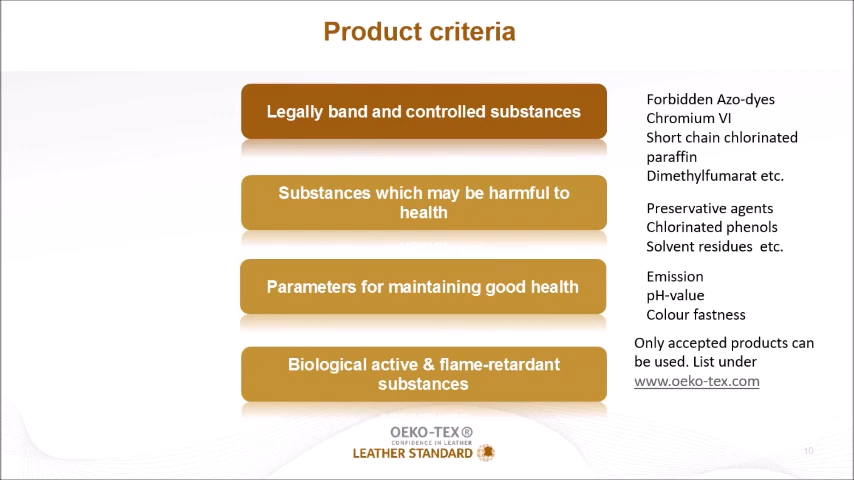 Product criteria
Legally band and controlled substances
Forbidden Azo-dyes
Chromium VI
Short chain chlorinated
paraffin
Dimethylfumarat etc.
Substances which may be harmful to
health
Preservative agents
Chlorinated phenols
Solvent residues etc.
Parameters for maintaining good health
Emission
pH-value
Colour fastness
Biological active & flame-retardant
substances
Only accepted products can
be used. List under
www.oeko-tex.com
OEKO-TEX®
CONFIDENCE IN LEATHER
LEATHER STANDARD
10